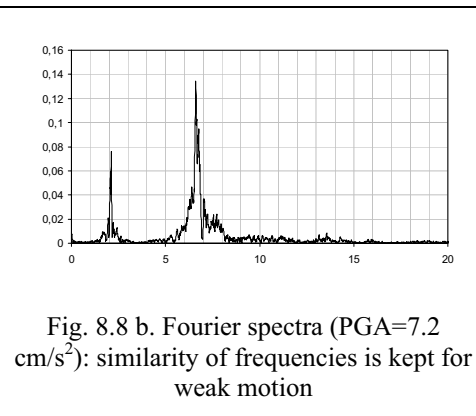 0,16
0,14
0,12
0,1
0,08
0,06
0,04
0,02
0
0 5 10 15 20
Fig. 8.8 b. Fourier spectra (PGA=7.2
cm/s²): similarity of frequencies is kept for
weak motion